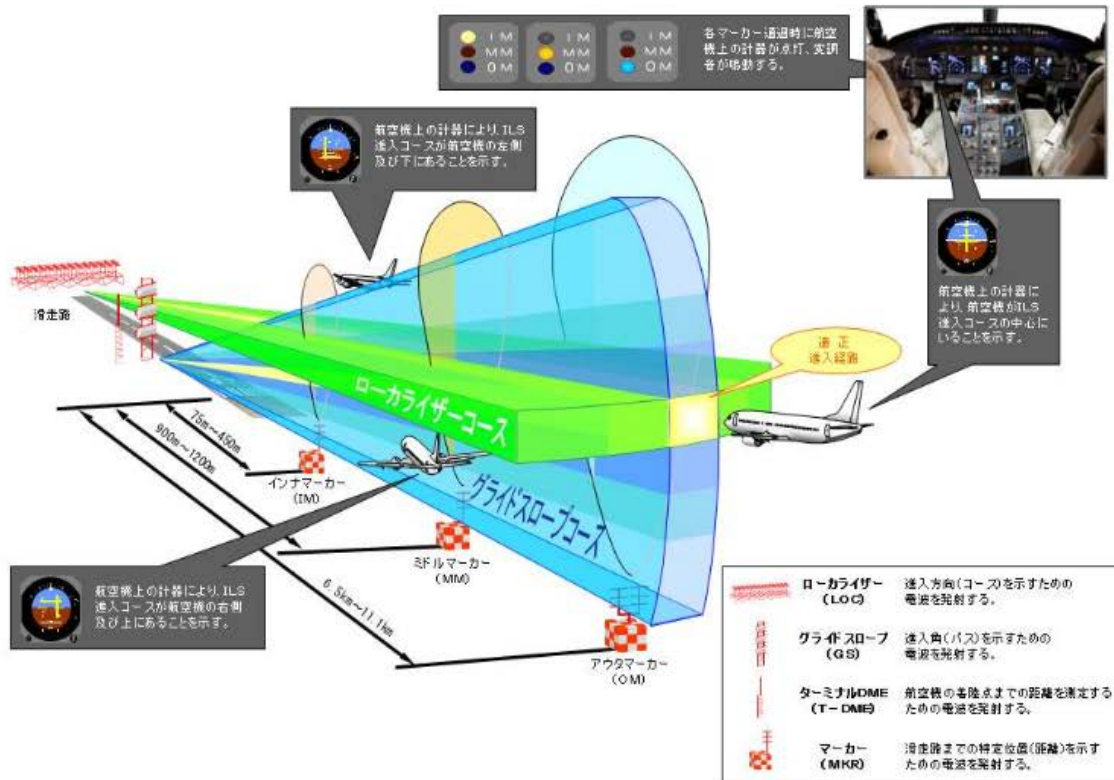 I M
MM
O M
I M
MM
O M
I M
MM
O M
各マーカー通過時に航空
機上の計器が点灯、変調
音が鳴動する。
航空機上の計器により、ILS
進入コースが航空機の左側
及び下にあることを示す。
航空機上の計器によ
り、航空機がILS
進入コースの中心に
いることを示す。
滑走路
適正
進入経路
ローカライザーコース
グライドスロープコース
75m～450m
900m～1200m
6.5km～11.1km
インナマーカー
(IM)
ミドルマーカー
(MM)
アウタマーカー
(OM)
航空機上の計器により、ILS
進入コースが航空機の右側
及び上にあることを示す。
ローカライザー
(LOC)
進入方向(コース)を示すための
電波を発射する。
グライドスロープ
(GS)
進入角(パス)を示すための
電波を発射する。
ターミナルDME
(T－DME)
航空機の着陸点までの距離を測定する
ための電波を発射する。
マーカー
(MKR)
滑走路までの特定位置(距離)を示す
ための電波を発射する。